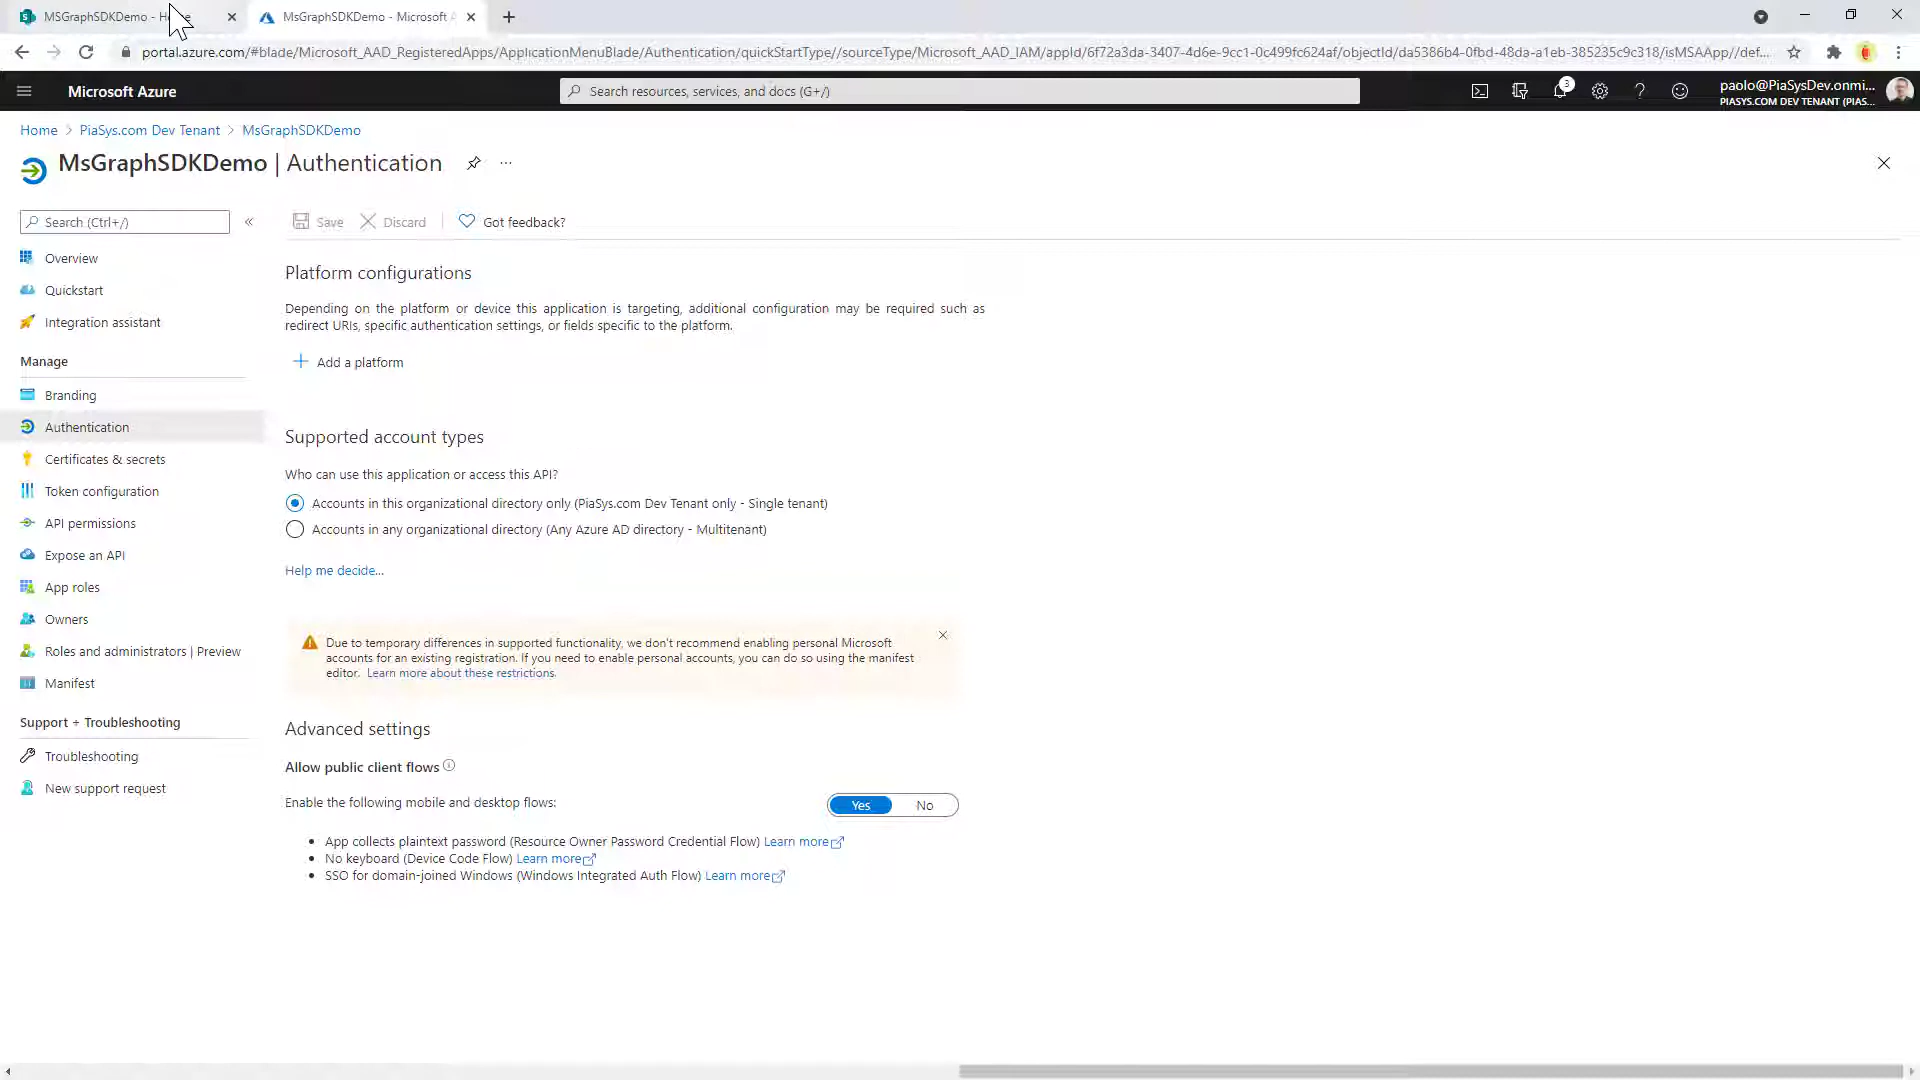 MSGraphSDKDemo -
MsGraphSDKDemo - Microsoft
portal.azure.com/#blade/Microsoft_AAD_RegisteredApps/ApplicationMenuBlade/Authentication/quickStartType//sourceType/Microsoft_AAD_IAM/appId/6f72a3da-3407-4d6e-9cc1-0c499fc624af/objectId/da5386b4-0fbd-48da-a1eb-385235c9c318/isMSAApp//def...
Microsoft Azure
Search resources, services, and docs (G+/)
3
paolo@PiaSysDev.onmi...
PIASYS.COM DEV TENANT (PIAS...
Home > PiaSys.com Dev Tenant > MsGraphSDKDemo
MsGraphSDKDemo | Authentication
Search (Ctrl+/)
Save
Discard
Got feedback?
Overview
Quickstart
Integration assistant
Manage
Branding
Authentication
Certificates & secrets
Token configuration
API permissions
Expose an API
App roles
Owners
Roles and administrators | Preview
Manifest
Support + Troubleshooting
Troubleshooting
New support request
Platform configurations
Depending on the platform or device this application is targeting, additional configuration may be required such as
redirect URIs, specific authentication settings, or fields specific to the platform.
Add a platform
Supported account types
Who can use this application or access this API?
Accounts in this organizational directory only (PiaSys.com Dev Tenant only - Single tenant)
Accounts in any organizational directory (Any Azure AD directory - Multitenant)
Help me decide...
Due to temporary differences in supported functionality, we don't recommend enabling personal Microsoft
accounts for an existing registration. If you need to enable personal accounts, you can do so using the manifest
editor. Learn more about these restrictions.
Advanced settings
Allow public client flows
Enable the following mobile and desktop flows:
Yes
No
• App collects plaintext password (Resource Owner Password Credential Flow) Learn more
• No keyboard (Device Code Flow) Learn more
• SSO for domain-joined Windows (Windows Integrated Auth Flow) Learn more